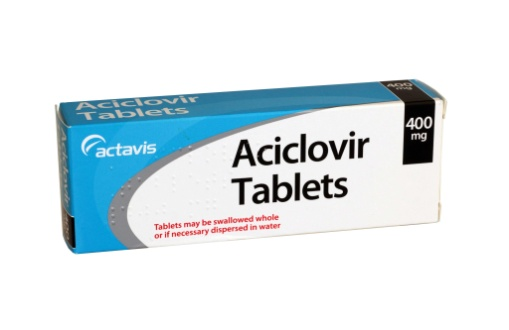 Aciclovir
Tablets
400
mg
actavis
Aciclovir
Tablets
400
mg
Tablets may be swallowed whole
or if necessary dispersed in water